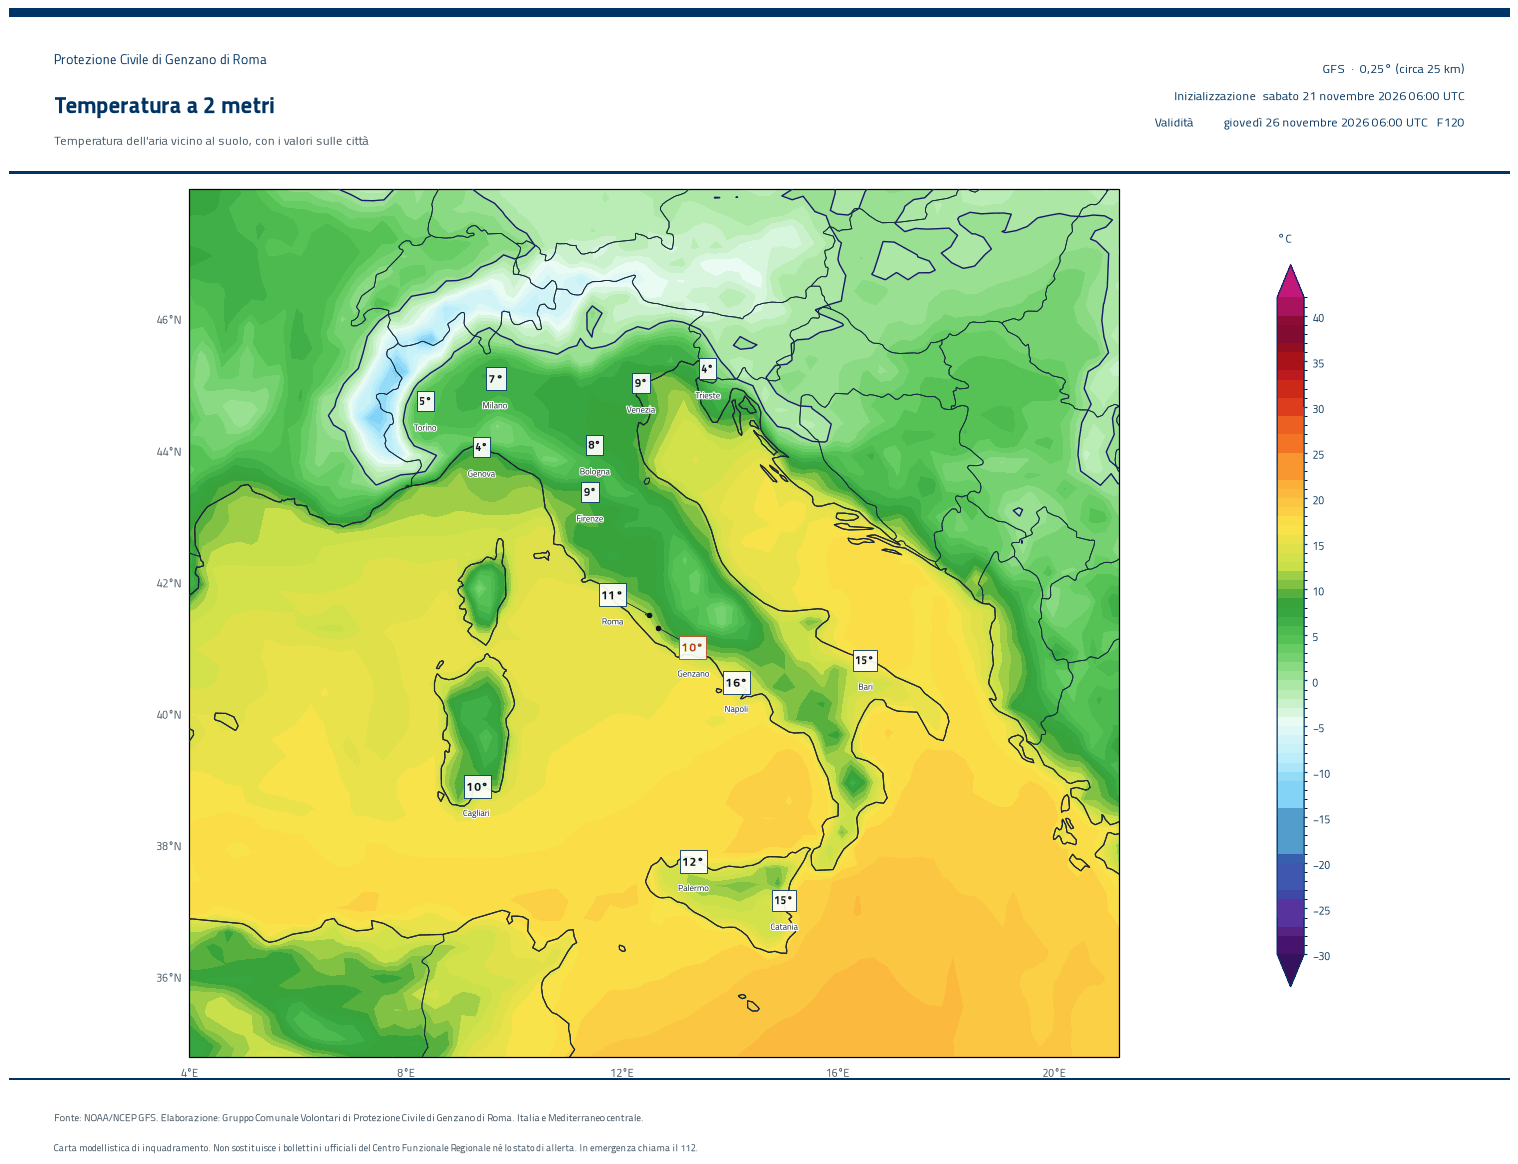 Protezione Civile di Genzano di Roma
Temperatura a 2 metri
Temperatura dell'aria vicino al suolo, con i valori sulle città
GFS · 0,25° (circa 25 km)
Inizializzazione sabato 21 novembre 2026 06:00 UTC
Validità giovedì 26 novembre 2026 06:00 UTC F120
°C
40
35
30
25
20
15
10
5
0
−5
−10
−15
−20
−25
−30
46°N
44°N
42°N
40°N
38°N
36°N
4°E
8°E
12°E
16°E
20°E
5°
Torino
7°
Milano
9°
Venezia
4°
Trieste
4°
Genova
8°
Bologna
9°
Firenze
11°
Roma
10°
Genzano
16°
Napoli
15°
Bari
10°
Cagliari
12°
Palermo
15°
Catania
Fonte: NOAA/NCEP GFS. Elaborazione: Gruppo Comunale Volontari di Protezione Civile di Genzano di Roma. Italia e Mediterraneo centrale.
Carta modellistica di inquadramento. Non sostituisce i bollettini ufficiali del Centro Funzionale Regionale né lo stato di allerta. In emergenza chiama il 112.